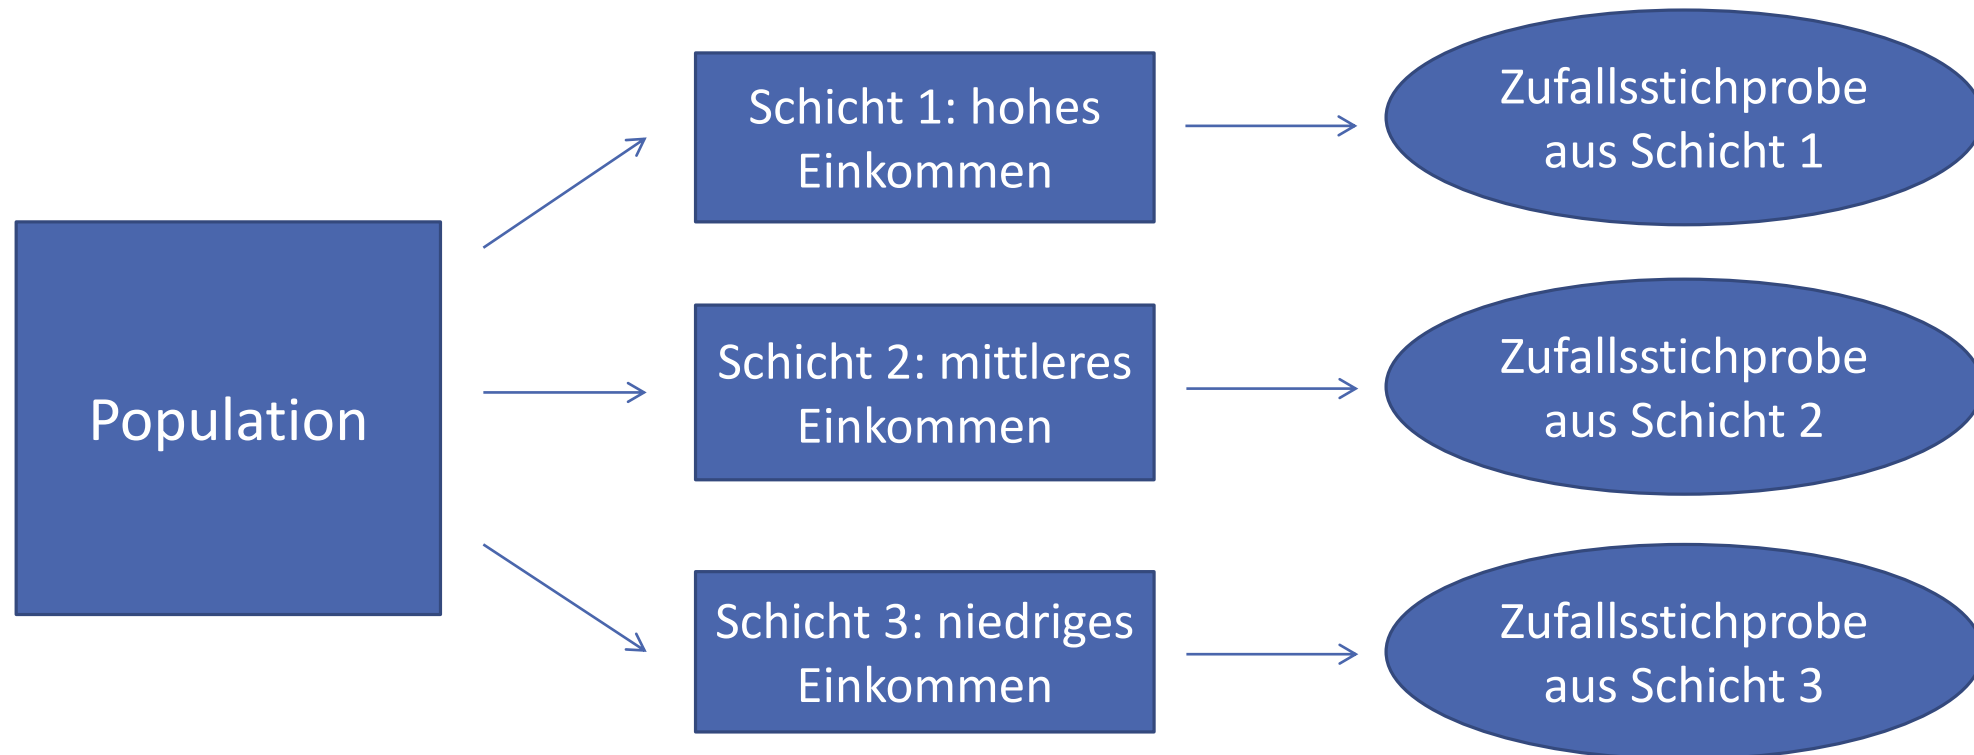 Population
Schicht 1: hohes
Einkommen
Zufallsstichprobe
aus Schicht 1
Schicht 2: mittleres
Einkommen
Zufallsstichprobe
aus Schicht 2
Schicht 3: niedriges
Einkommen
Zufallsstichprobe
aus Schicht 3